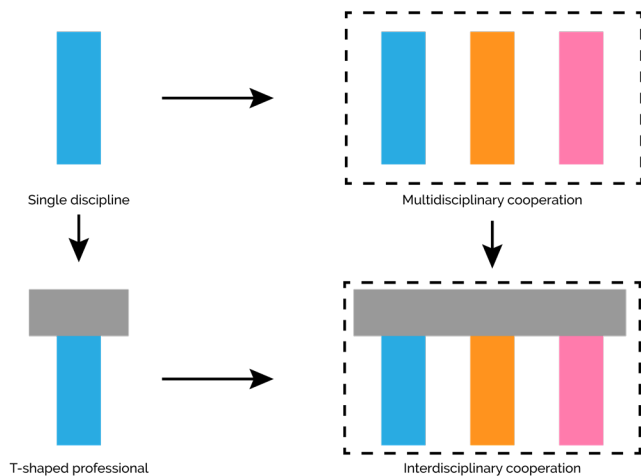 Single discipline
Multidisciplinary cooperation
T-shaped professional
Interdisciplinary cooperation